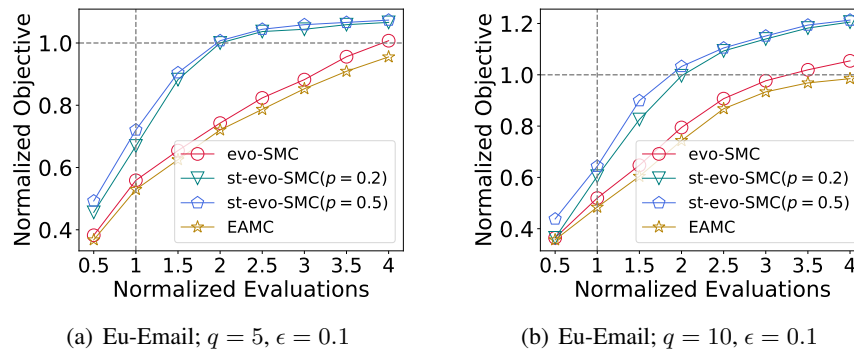 Normalized Objective
1.0
0.8
0.6
0.4
evo-SMC
st-evo-SMC(p = 0.2)
st-evo-SMC(p = 0.5)
EAMC
0.5 1 1.5 2 2.5 3 3.5 4
Normalized Evaluations
(a) Eu-Email; q = 5, ϵ = 0.1
Normalized Objective
1.2
1.0
0.8
0.6
0.4
evo-SMC
st-evo-SMC(p = 0.2)
st-evo-SMC(p = 0.5)
EAMC
0.5 1 1.5 2 2.5 3 3.5 4
Normalized Evaluations
(b) Eu-Email; q = 10, ϵ = 0.1